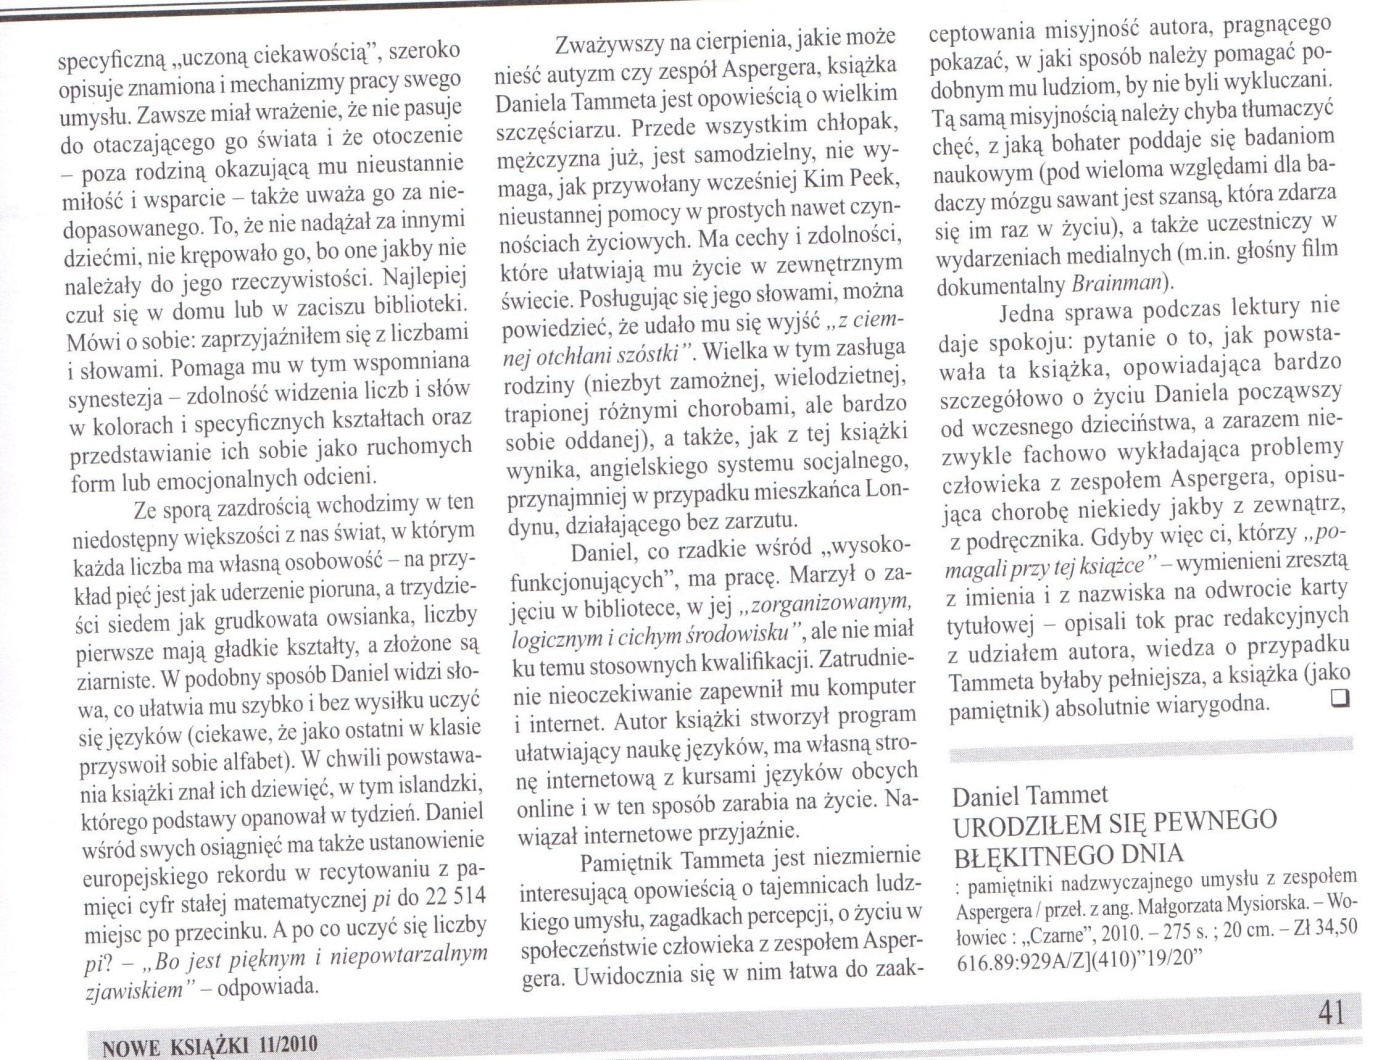 specyficzną „uczoną ciekawością”, szeroko
opisuje znamiona i mechanizmy pracy swego
umysłu. Zawsze miał wrażenie, że nie pasuje
do otaczającego go świata i że otoczenie
– poza rodziną okazującą mu nieustannie
miłość i wsparcie – także uważa go za nie-
dopasowanego. To, że nie nadążał za innymi
dziećmi, nie krępowało go, bo one jakby nie
należały do jego rzeczywistości. Najlepiej
czuł się w domu lub w zaciszu biblioteki.
Mówi o sobie: zaprzyjaźniłem się z liczbami
i słowami. Pomaga mu w tym wspomniana
synestezja – zdolność widzenia liczb i słów
w kolorach i specyficznych kształtach oraz
przedstawianie ich sobie jako ruchomych
form lub emocjonalnych odcieni.
Ze sporą zazdrością wchodzimy w ten
niedostępny większości z nas świat, w którym
każda liczba ma własną osobowość – na przy-
kład pięć jest jak uderzenie pioruna, a trzydzie-
ści siedem jak grudkowata owsianka, liczby
pierwsze mają gładkie kształty, a złożone są
ziarniste. W podobny sposób Daniel widzi sło-
wa, co ułatwia mu szybko i bez wysiłku uczyć
się języków (ciekawe, że jako ostatni w klasie
przyswoił sobie alfabet). W chwili powstawa-
nia książki znał ich dziewięć, w tym islandzki,
którego podstawy opanował w tydzień. Daniel
wśród swych osiągnięć ma także ustanowienie
europejskiego rekordu w recytowaniu z pa-
mięci cyfr stałej matematycznej pi do 22 514
miejsc po przecinku. A po co uczyć się liczby
pi? – „Bo jest pięknym i niepowtarzalnym
zjawiskiem” – odpowiada.
Zważywszy na cierpienia, jakie może
nieść autyzm czy zespół Aspergera, książka
Daniela Tammeta jest opowieścią o wielkim
szczęściarzu. Przede wszystkim chłopak,
mężczyzna już, jest samodzielny, nie wy-
maga, jak przywołany wcześniej Kim Peek,
nieustannej pomocy w prostych nawet czyn-
nościach życiowych. Ma cechy i zdolności,
które ułatwiają mu życie w zewnętrznym
świecie. Posługując się jego słowami, można
powiedzieć, że udało mu się wyjść „z ciem-
nej otchłani szóstki”. Wielka w tym zasługa
rodziny (niezbyt zamożnej, wielodzietnej,
trapionej różnymi chorobami, ale bardzo
sobie oddanej), a także, jak z tej książki
wynika, angielskiego systemu socjalnego,
przynajmniej w przypadku mieszkańca Lon-
dynu, działającego bez zarzutu.
Daniel, co rzadkie wśród „wysoko-
funkcjonujących”, ma pracę. Marzył o za-
jęciu w bibliotece, w jej „zorganizowanym,
logicznym i cichym środowisku”, ale nie miał
ku temu stosownych kwalifikacji. Zatrudnie-
nie nieoczekiwanie zapewnił mu komputer
i internet. Autor książki stworzył program
ułatwiający naukę języków, ma własną stro-
nę internetową z kursami języków obcych
online i w ten sposób zarabia na życie. Na-
wiązał internetowe przyjaźnie.
Pamiętnik Tammeta jest niezmiernie
interesującą opowieścią o tajemnicach ludz-
kiego umysłu, zagadkach percepcji, o życiu w
społeczeństwie człowieka z zespołem Asper-
gera. Uwidocznia się w nim łatwa do zaak-
ceptowania misyjność autora, pragnącego
pokazać, w jaki sposób należy pomagać po-
dobnym mu ludziom, by nie byli wykluczani.
Tą samą misyjnością należy chyba tłumaczyć
chęć, z jaką bohater poddaje się badaniom
naukowym (pod wieloma względami dla ba-
daczy mózgu sawant jest szansą, która zdarza
się im raz w życiu), a także uczestniczy w
wydarzeniach medialnych (m.in. głośny film
dokumentalny Brainman).
Jedna sprawa podczas lektury nie
daje spokoju: pytanie o to, jak powsta-
wała ta książka, opowiadająca bardzo
szczegółowo o życiu Daniela począwszy
od wczesnego dzieciństwa, a zarazem nie-
zwykle fachowo wykładająca problemy
człowieka z zespołem Aspergera, opisu-
jąca chorobę niekiedy jakby z zewnątrz,
z podręcznika. Gdyby więc ci, którzy „po-
magali przy tej książce” – wymienieni zresztą
z imienia i z nazwiska na odwrocie karty
tytułowej – opisali tok prac redakcyjnych
z udziałem autora, wiedza o przypadku
Tammeta byłaby pełniejsza, a książka (jako
pamiętnik) absolutnie wiarygodna. ❑
Daniel Tammet
URODZIŁEM SIĘ PEWNEGO
BŁĘKITNEGO DNIA
: pamiętniki nadzwyczajnego umysłu z zespołem
Aspergera / przeł. z ang. Małgorzata Mysiorska. – Wo-
łowiec : „Czarne”, 2010. – 275 s. ; 20 cm. – Zł 34,50
616.89:929A/Z](410)”19/20”
NOWE KSIĄŻKI 11/2010
41